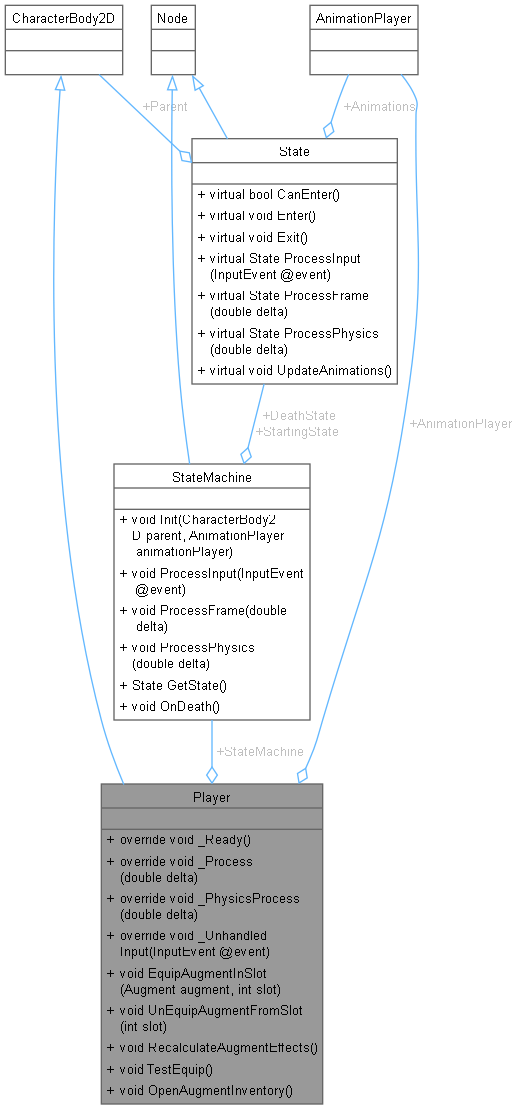 CharacterBody2D
Node
AnimationPlayer
+Parent
+Animations
State
+ virtual bool CanEnter()
+ virtual void Enter()
+ virtual void Exit()
+ virtual State ProcessInput
(InputEvent @event)
+ virtual State ProcessFrame
(double delta)
+ virtual State ProcessPhysics
(double delta)
+ virtual void UpdateAnimations()
+DeathState
+StartingState
+AnimationPlayer
StateMachine
+ void Init(CharacterBody2
D parent, AnimationPlayer
animationPlayer)
+ void ProcessInput(InputEvent
@event)
+ void ProcessFrame(double
delta)
+ void ProcessPhysics
(double delta)
+ State GetState()
+ void OnDeath()
+StateMachine
Player
+ override void _Ready()
+ override void _Process
(double delta)
+ override void _PhysicsProcess
(double delta)
+ override void _Unhandled
Input(InputEvent @event)
+ void EquipAugmentInSlot
(Augment augment, int slot)
+ void UnEquipAugmentFromSlot
(int slot)
+ void RecalculateAugmentEffects()
+ void TestEquip()
+ void OpenAugmentInventory()